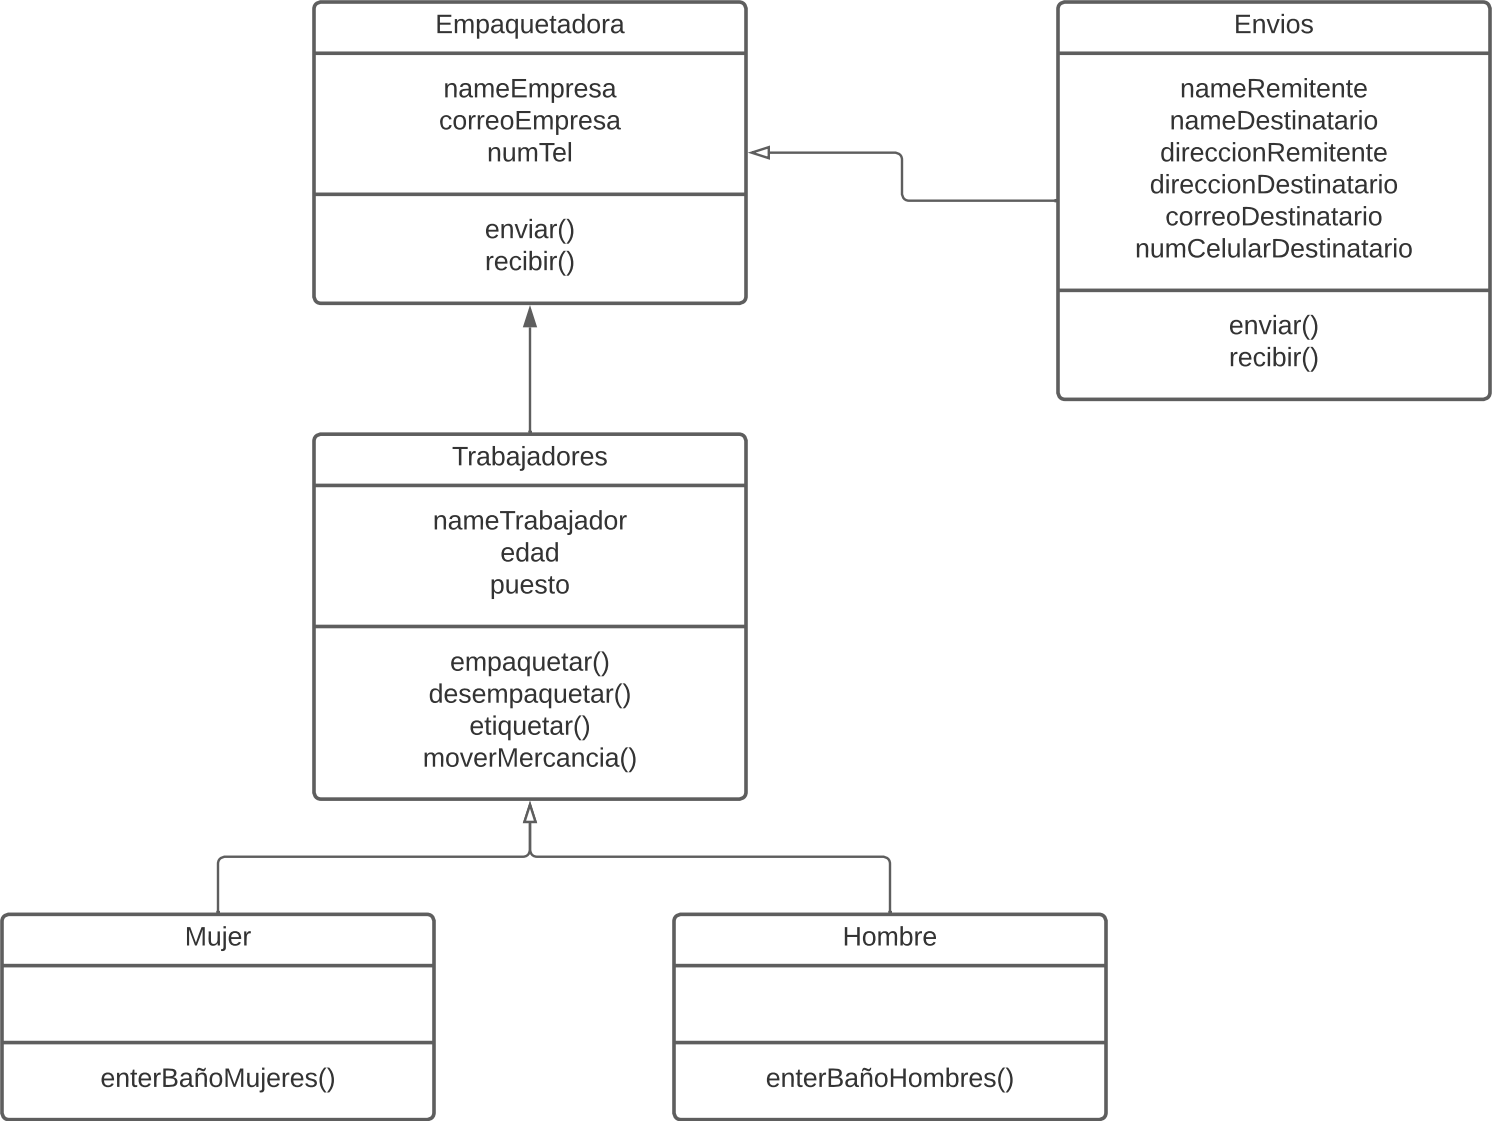 Empaquetadora
nameEmpresa
correoEmpresa
numTel
enviar()
recibir()
Envios
nameRemitente
nameDestinatario
direccionRemitente
direccionDestinatario
correoDestinatario
numCelularDestinatario
enviar()
recibir()
Trabajadores
nameTrabajador
edad
puesto
empaquetar()
desempaquetar()
etiquetar()
moverMercancia()
Mujer
enterBañoMujeres()
Hombre
enterBañoHombres()